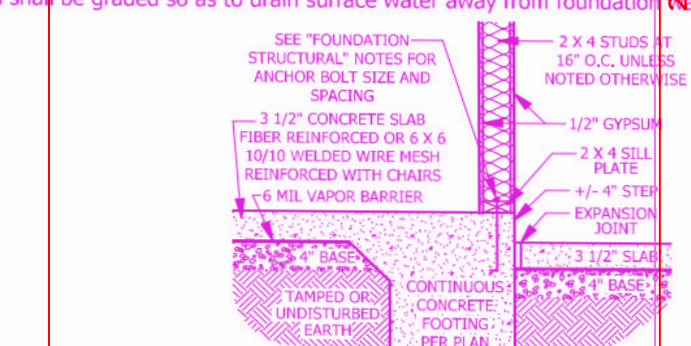 shall be graded so as to drain surface water away from foundation
SEE "FOUNDATION
STRUCTURAL" NOTES FOR
ANCHOR BOLT SIZE AND
SPACING
3 1/2" CONCRETE SLAB
FIBER REINFORCED OR 6 X 6
10/10 WELDED WIRE MESH
REINFORCED WITH CHAIRS
6 MIL VAPOR BARRIER
2 X 4 STUDS AT
16" O.C. UNLESS
NOTED OTHERWISE
1/2" GYPSUM
2 X 4 SILL
PLATE
+/- 4" STEP
EXPANSION
JOINT
3 1/2" SLAB
4" BASE
4" BASE
TAMPED OR
UNDISTURBED
EARTH
CONTINUOUS
CONCRETE
FOOTING
PER PLAN